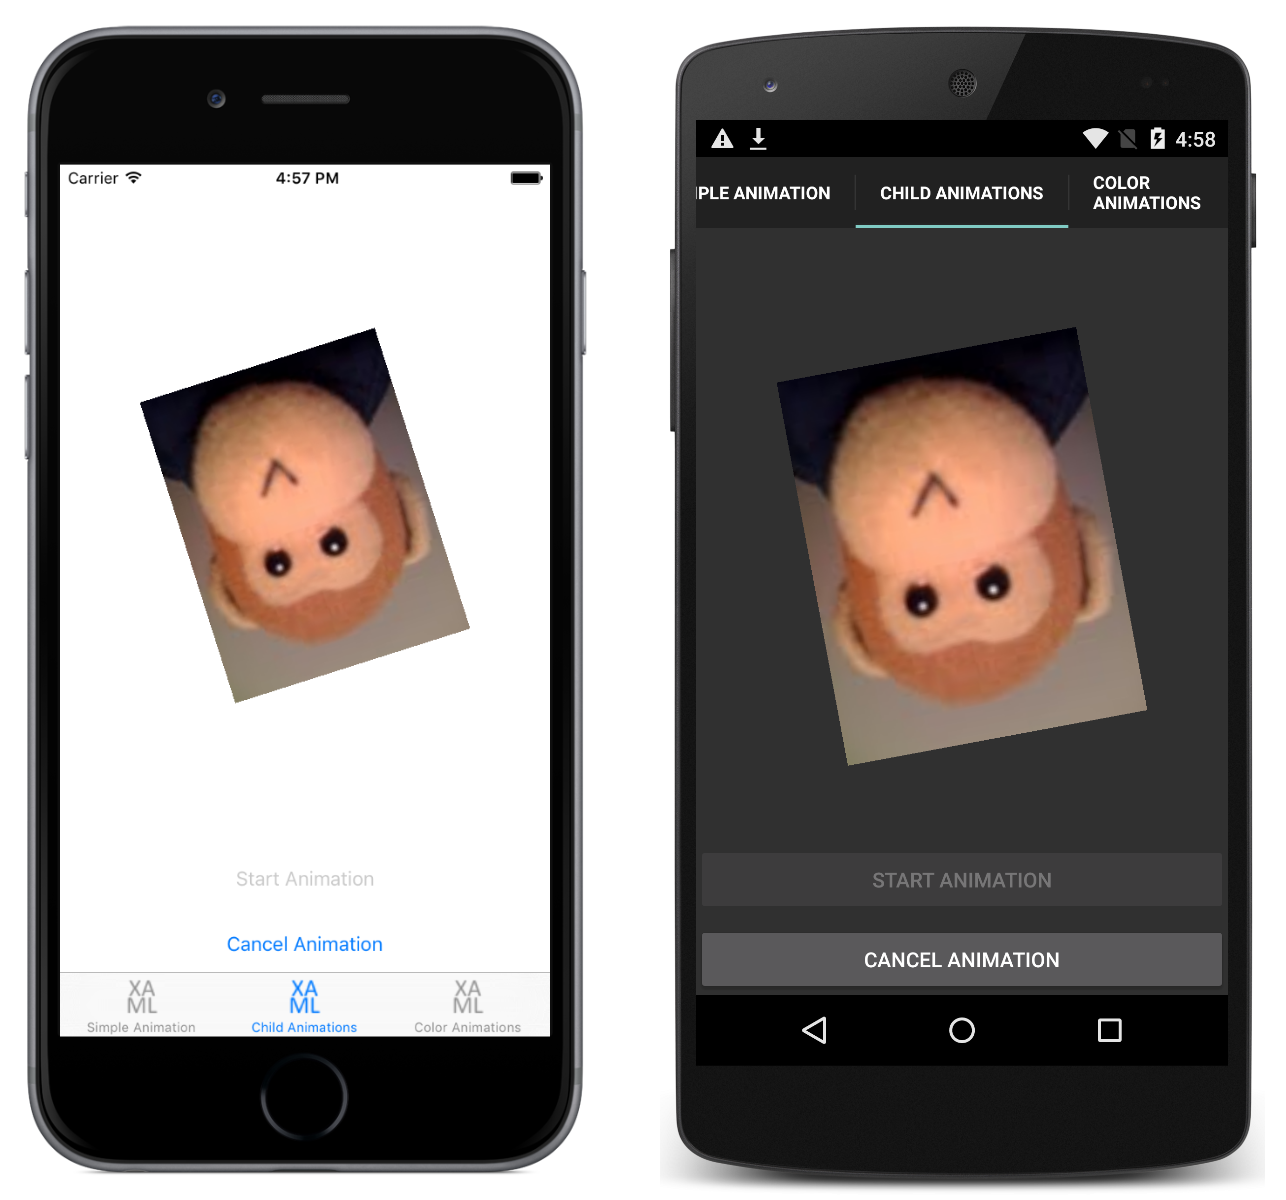 Carrier
4:57 PM
Start Animation
Cancel Animation
XA
ML
Simple Animation
XA
ML
Child Animations
XA
ML
Color Animations
4:58
IPLE ANIMATION
CHILD ANIMATIONS
COLOR
ANIMATIONS
START ANIMATION
CANCEL ANIMATION